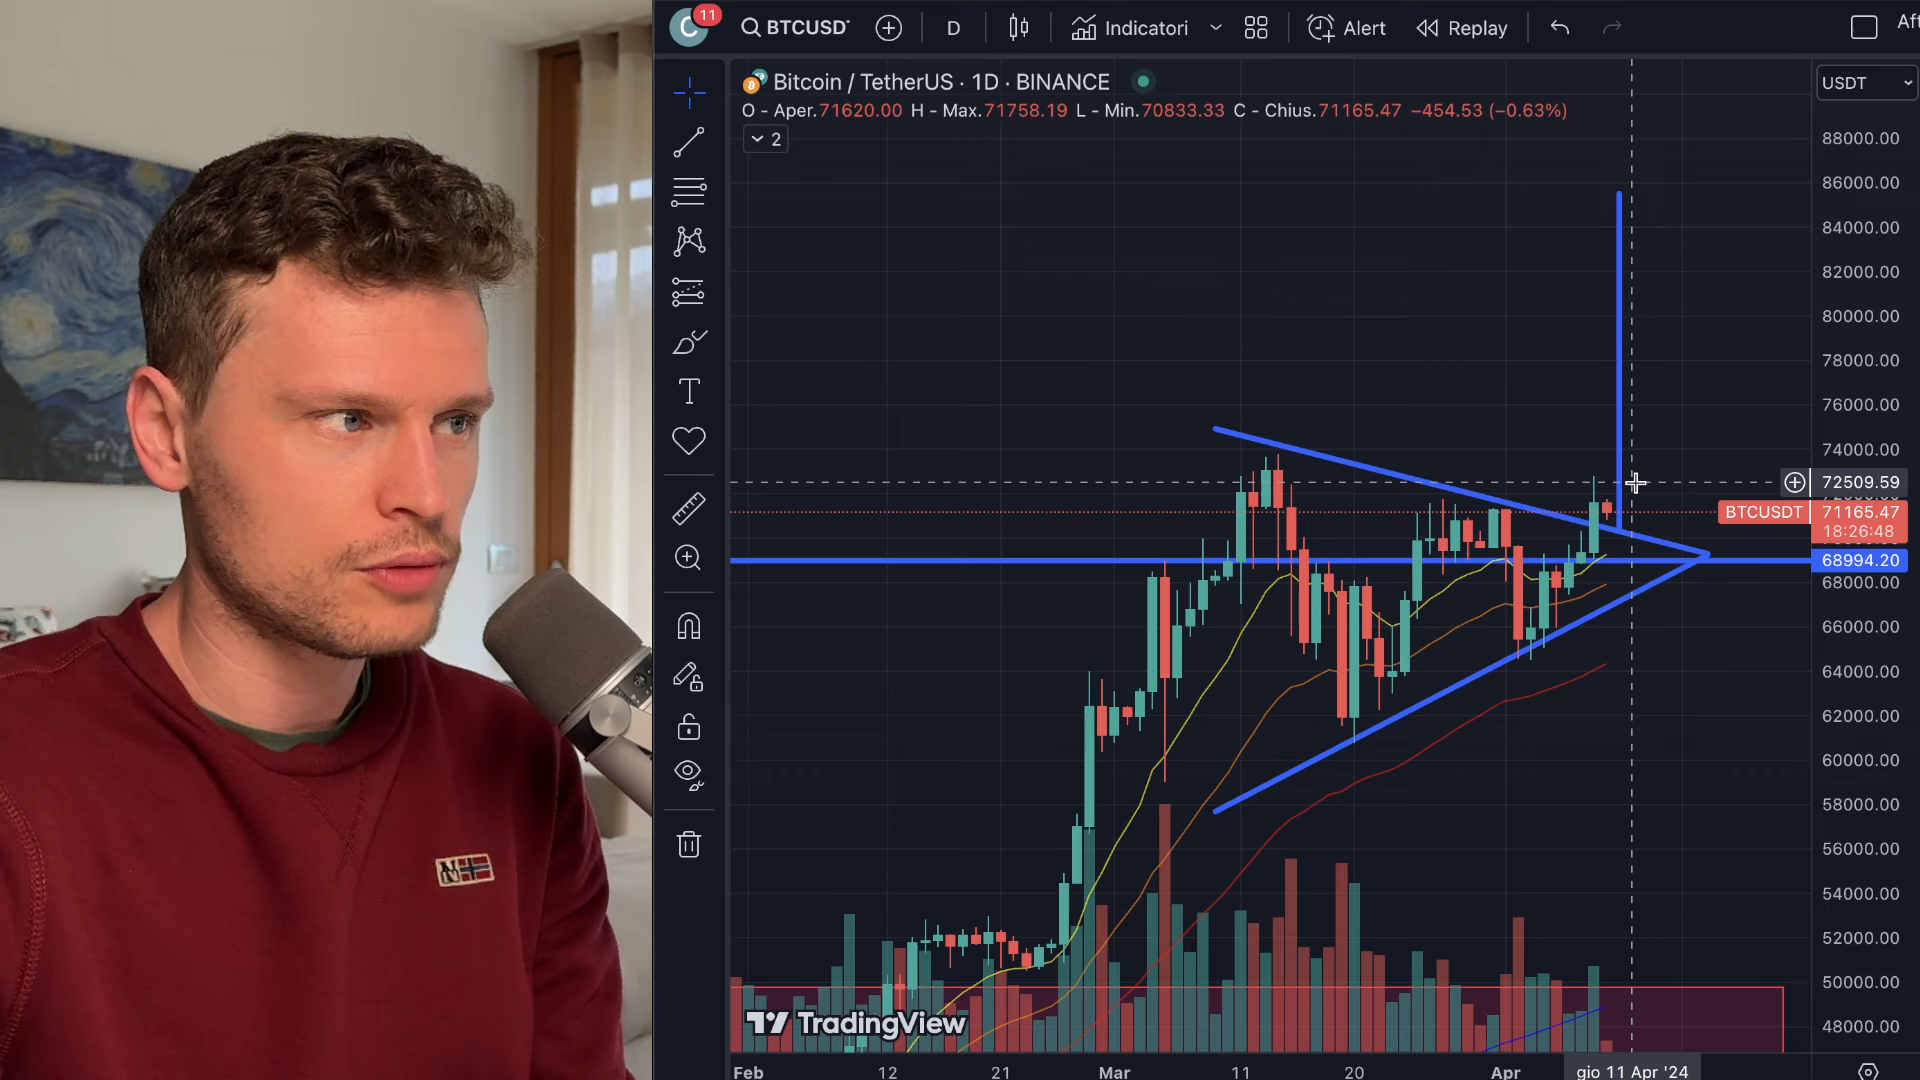 C 11 BTCUSD D Indicatori Alert Replay
Bitcoin / TetherUS · 1D · BINANCE
USDT
O - Aper.71620.00 H - Max.71758.19 L - Min.70833.33 C - Chius.71165.47 −454.53 (−0.63%)
2
88000.00
86000.00
84000.00
82000.00
80000.00
78000.00
76000.00
74000.00
72509.59
BTCUSDT 71165.47
18:26:48
68994.20
68000.00
66000.00
64000.00
62000.00
60000.00
58000.00
56000.00
54000.00
52000.00
50000.00
48000.00
N
TradingView
Feb 12 21 Mar 11 20 Apr gio 11 Apr '24